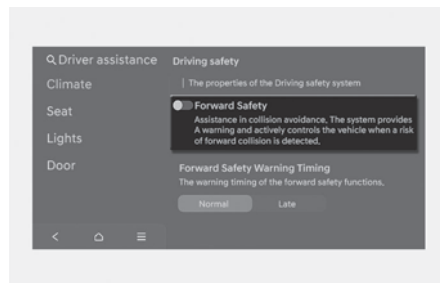 Driver assistance
Climate
Seat
Lights
Door
Driving safety
The properties of the Driving safety system
Forward Safety
Assistance in collision avoidance, The system provides
A warning and actively controls the vehicle when a risk
of forward collision is detected,
Forward Safety Warning Timing
The warning timing of the forward safety functions,
Normal
Late